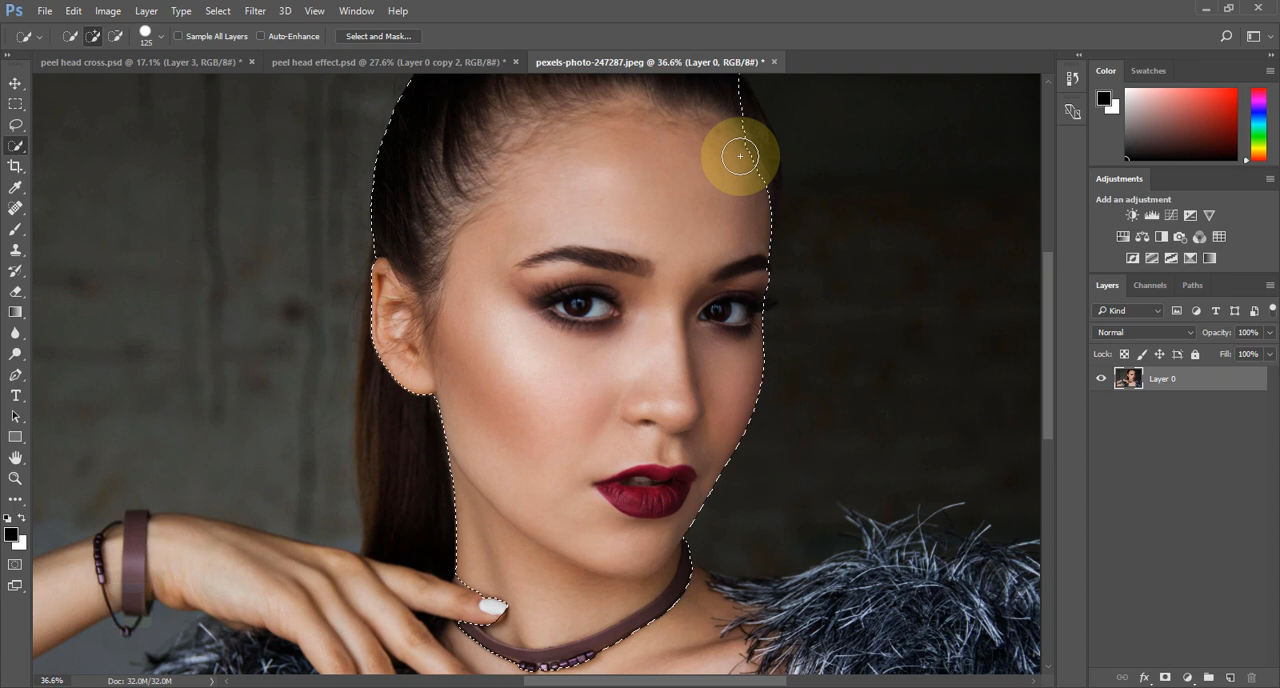 Ps File Edit Image Layer Type Select Filter 3D View Window Help
125 Sample All Layers Auto-Enhance Select and Mask...
peel head cross.psd @ 17.1% (Layer 3, RGB/8#) * peel head effect.psd @ 27.6% (Layer 0 copy 2, RGB/8#) * pexels-photo-247287.jpeg @ 36.6% (Layer 0, RGB/8#) *
Color Swatches
Adjustments
Add an adjustment
Layers Channels Paths
Kind
Normal Opacity: 100%
Lock: Fill: 100%
Layer 0
36.6% Doc: 32.0M/32.0M